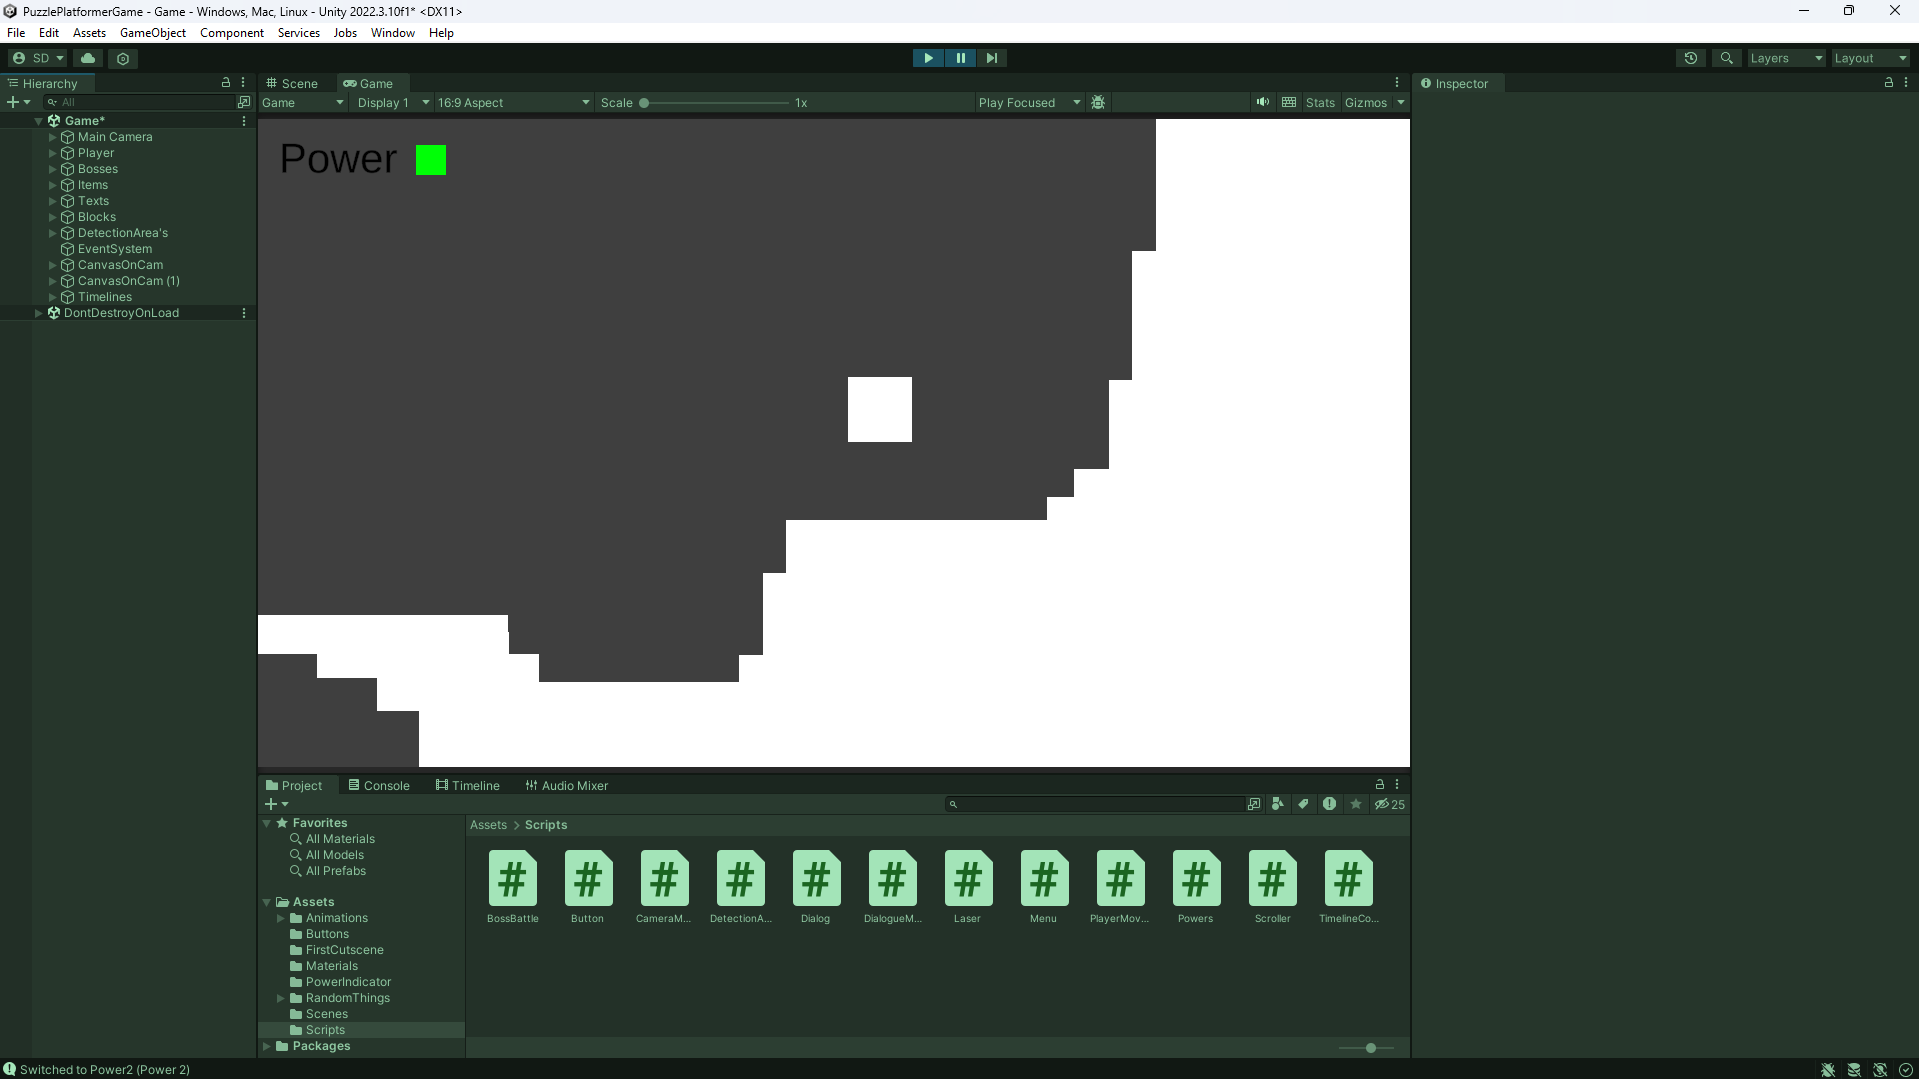 PuzzlePlatformerGame - Game - Windows, Mac, Linux - Unity 2022.3.10f1* <DX11>
File Edit Assets GameObject Component Services Jobs Window Help
SD Layers Layout
Hierarchy Scene Game Inspector
All Game Display 1 16:9 Aspect Scale 1x Play Focused Stats Gizmos
Game*
Main Camera
Player
Bosses
Items
Texts
Blocks
DetectionArea's
EventSystem
CanvasOnCam
CanvasOnCam (1)
Timelines
DontDestroyOnLoad
Power
Project Console Timeline Audio Mixer
25
Favorites
All Materials
All Models
All Prefabs
Assets
Animations
Buttons
FirstCutscene
Materials
PowerIndicator
RandomThings
Scenes
Scripts
Packages
Assets > Scripts
BossBattle Button CameraM... DetectionA... Dialog DialogueM... Laser Menu PlayerMov... Powers Scroller TimelineCo...
Switched to Power2 (Power 2)